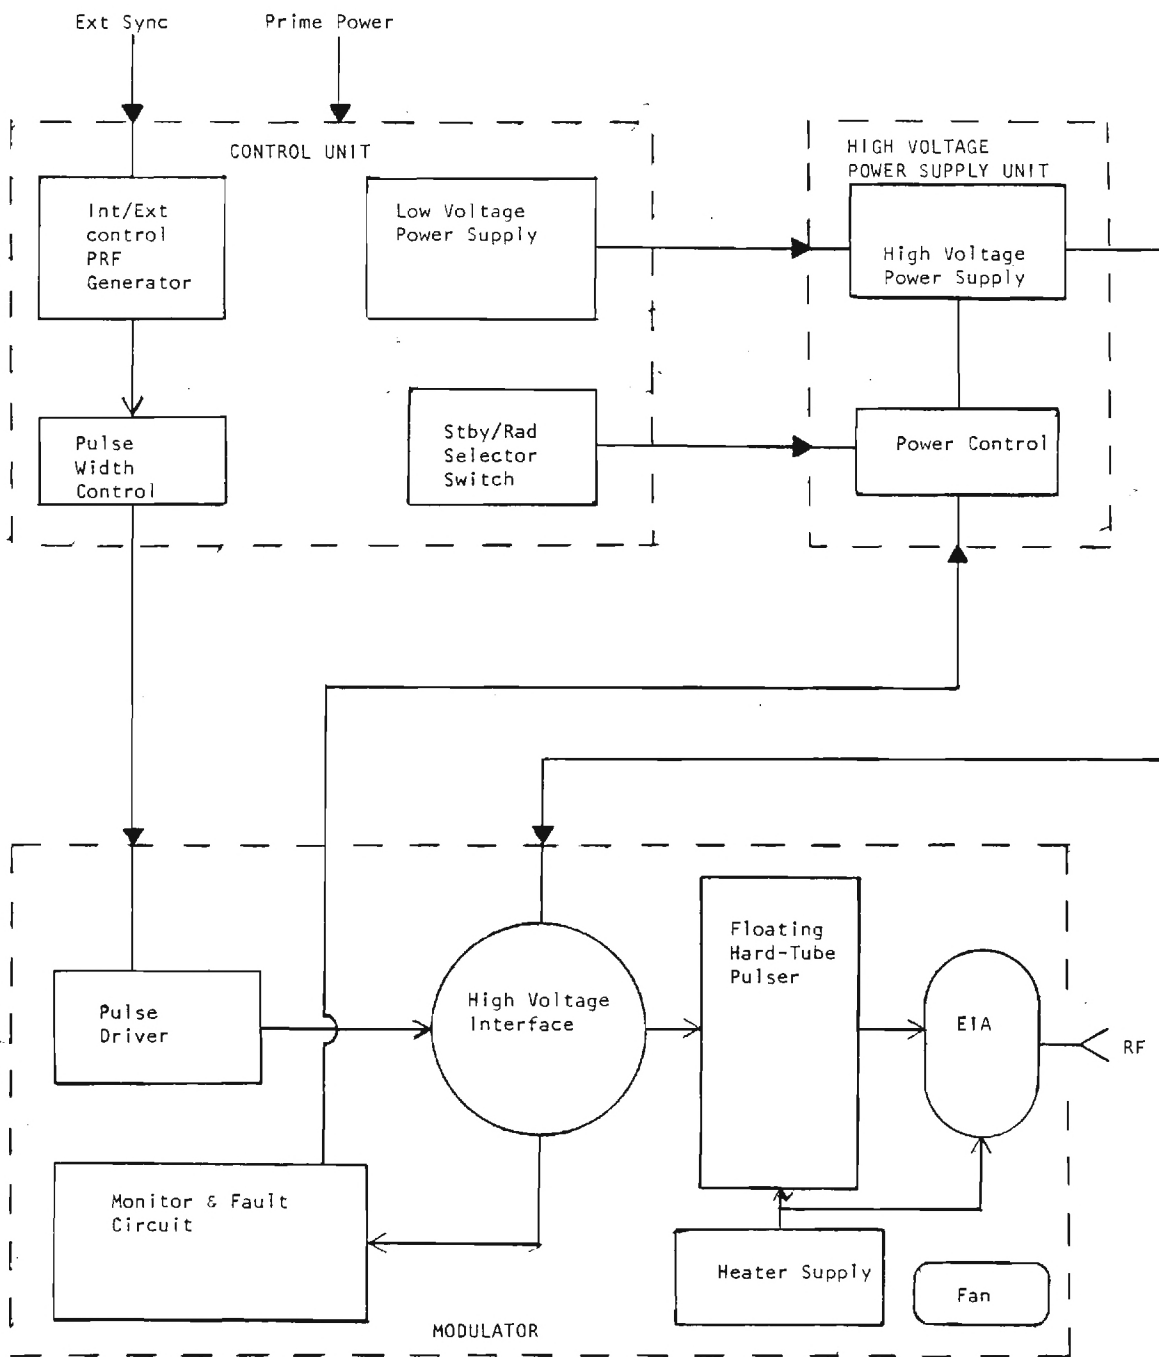 Ext Sync
Prime Power
CONTROL UNIT
Int/Ext
control
PRF
Generator
Low Voltage
Power Supply
HIGH VOLTAGE
POWER SUPPLY UNIT
High Voltage
Power Supply
Pulse
Width
Control
Stby/Rad
Selector
Switch
Power Control
Pulse
Driver
High Voltage
Interface
Floating
Hard-Tube
Pulser
EIA
RF
Monitor & Fault
Circuit
Heater Supply
Fan
MODULATOR